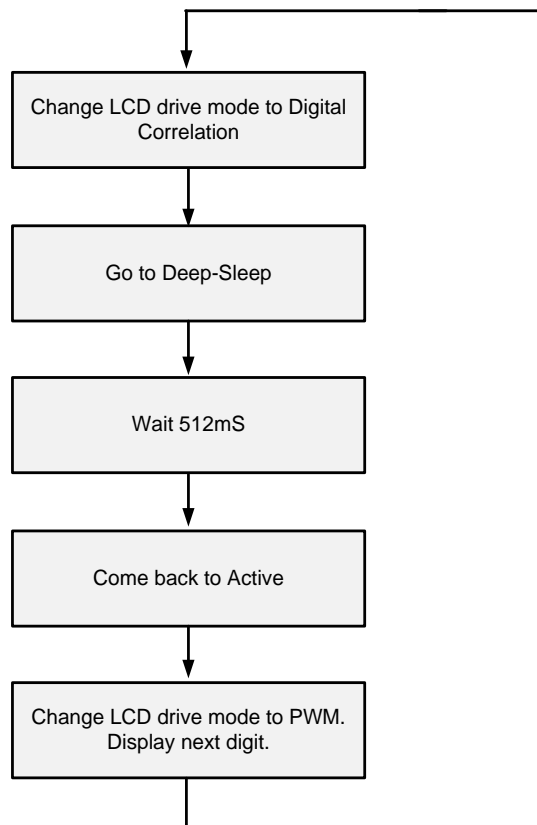 Change LCD drive mode to Digital
Correlation
Go to Deep-Sleep
Wait 512mS
Come back to Active
Change LCD drive mode to PWM.
Display next digit.